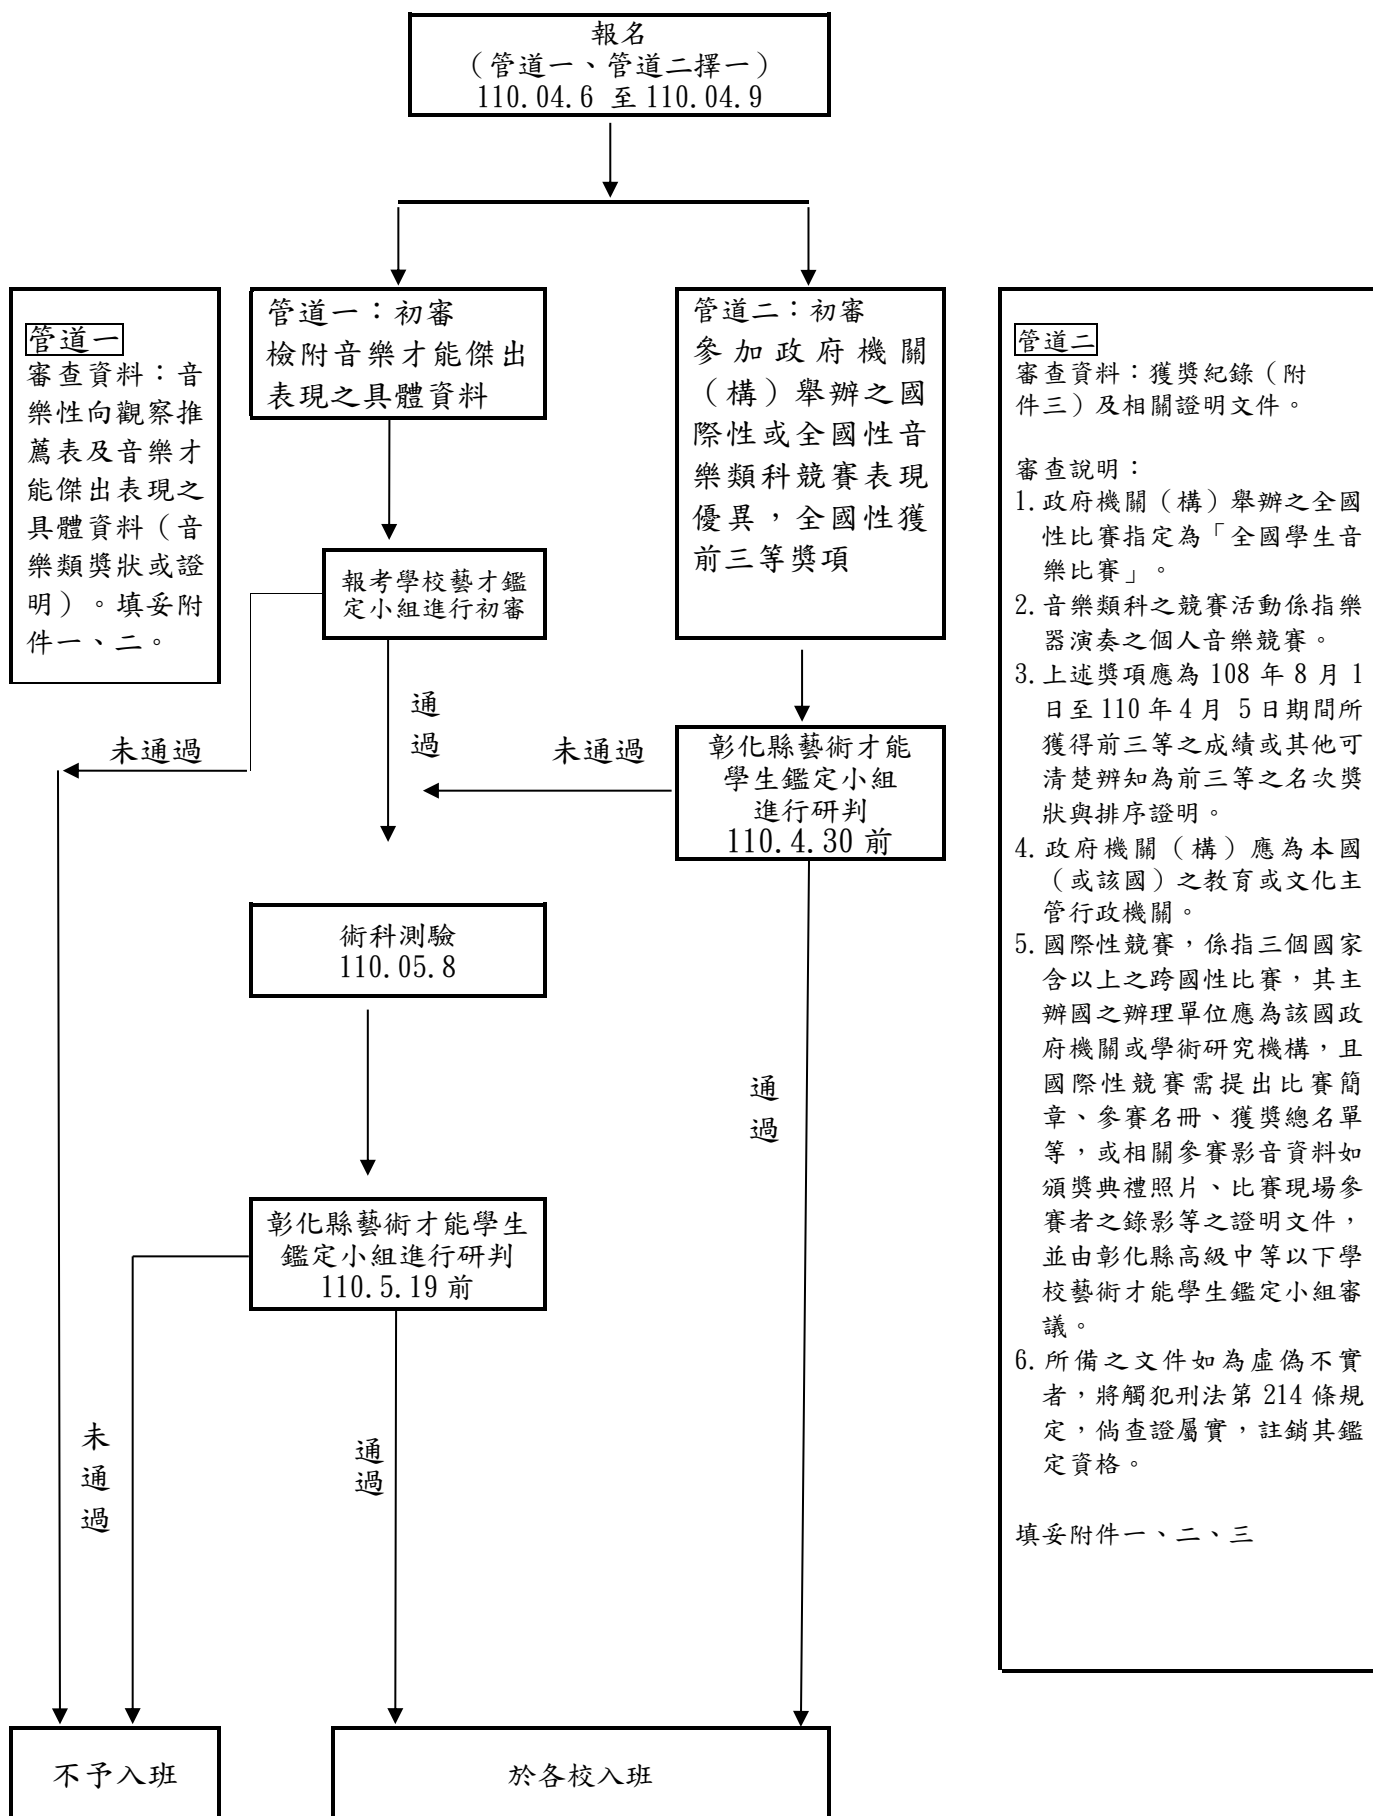 報名
（管道一、管道二擇一）
110.04.6 至 110.04.9
管道一
審查資料：音
樂性向觀察推
薦表及音樂才
能傑出表現之
具體資料（音
樂類獎狀或證
明）。填妥附
件一、二。
管道一：初審
檢附音樂才能傑出
表現之具體資料
管道二：初審
參加政府機關
（構）舉辦之國
際性或全國性音
樂類科競賽表現
優異，全國性獲
前三等獎項
報考學校藝才鑑
定小組進行初審
未通過
通
過
未通過
彰化縣藝術才能
學生鑑定小組
進行研判
110.4.30 前
術科測驗
110.05.8
通
過
彰化縣藝術才能學生
鑑定小組進行研判
110.5.19 前
未
通
過
通
過
不予入班
於各校入班
管道二
審查資料：獲獎紀錄（附
件三）及相關證明文件。
審查說明：
1.政府機關（構）舉辦之全國
性比賽指定為「全國學生音
樂比賽」。
2.音樂類科之競賽活動係指樂
器演奏之個人音樂競賽。
3.上述獎項應為 108 年 8 月 1
日至 110 年 4 月 5 日期間所
獲得前三等之成績或其他可
清楚辨知為前三等之名次獎
狀與排序證明。
4.政府機關（構）應為本國
（或該國）之教育或文化主
管行政機關。
5.國際性競賽，係指三個國家
含以上之跨國性比賽，其主
辦國之辦理單位應為該國政
府機關或學術研究機構，且
國際性競賽需提出比賽簡
章、參賽名冊、獲獎總名單
等，或相關參賽影音資料如
頒獎典禮照片、比賽現場參
賽者之錄影等之證明文件，
並由彰化縣高級中等以下學
校藝術才能學生鑑定小組審
議。
6.所備之文件如為虛偽不實
者，將觸犯刑法第 214 條規
定，倘查證屬實，註銷其鑑
定資格。
填妥附件一、二、三